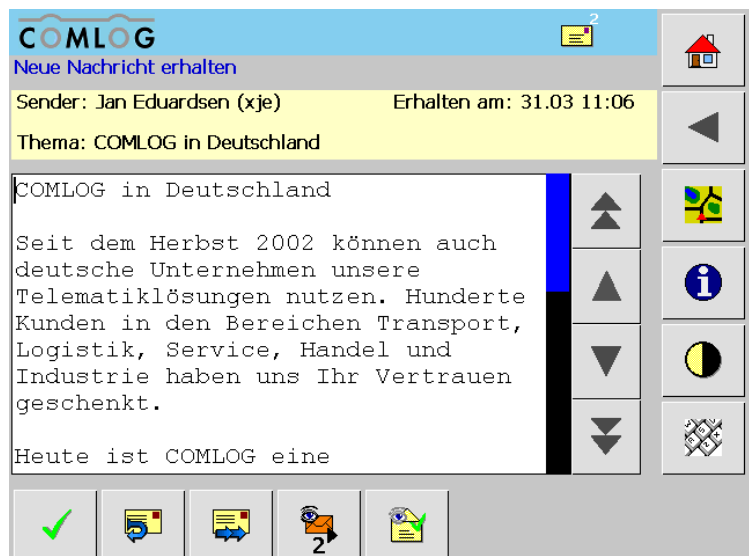 COMLOG
2
Neue Nachricht erhalten
Sender: Jan Eduardsen (xje) Erhalten am: 31.03 11:06
Thema: COMLOG in Deutschland
COMLOG in Deutschland
Seit dem Herbst 2002 können auch
deutsche Unternehmen unsere
Telematiklösungen nutzen. Hunderte
Kunden in den Bereichen Transport,
Logistik, Service, Handel und
Industrie haben uns Ihr Vertrauen
geschenkt.
Heute ist COMLOG eine
2